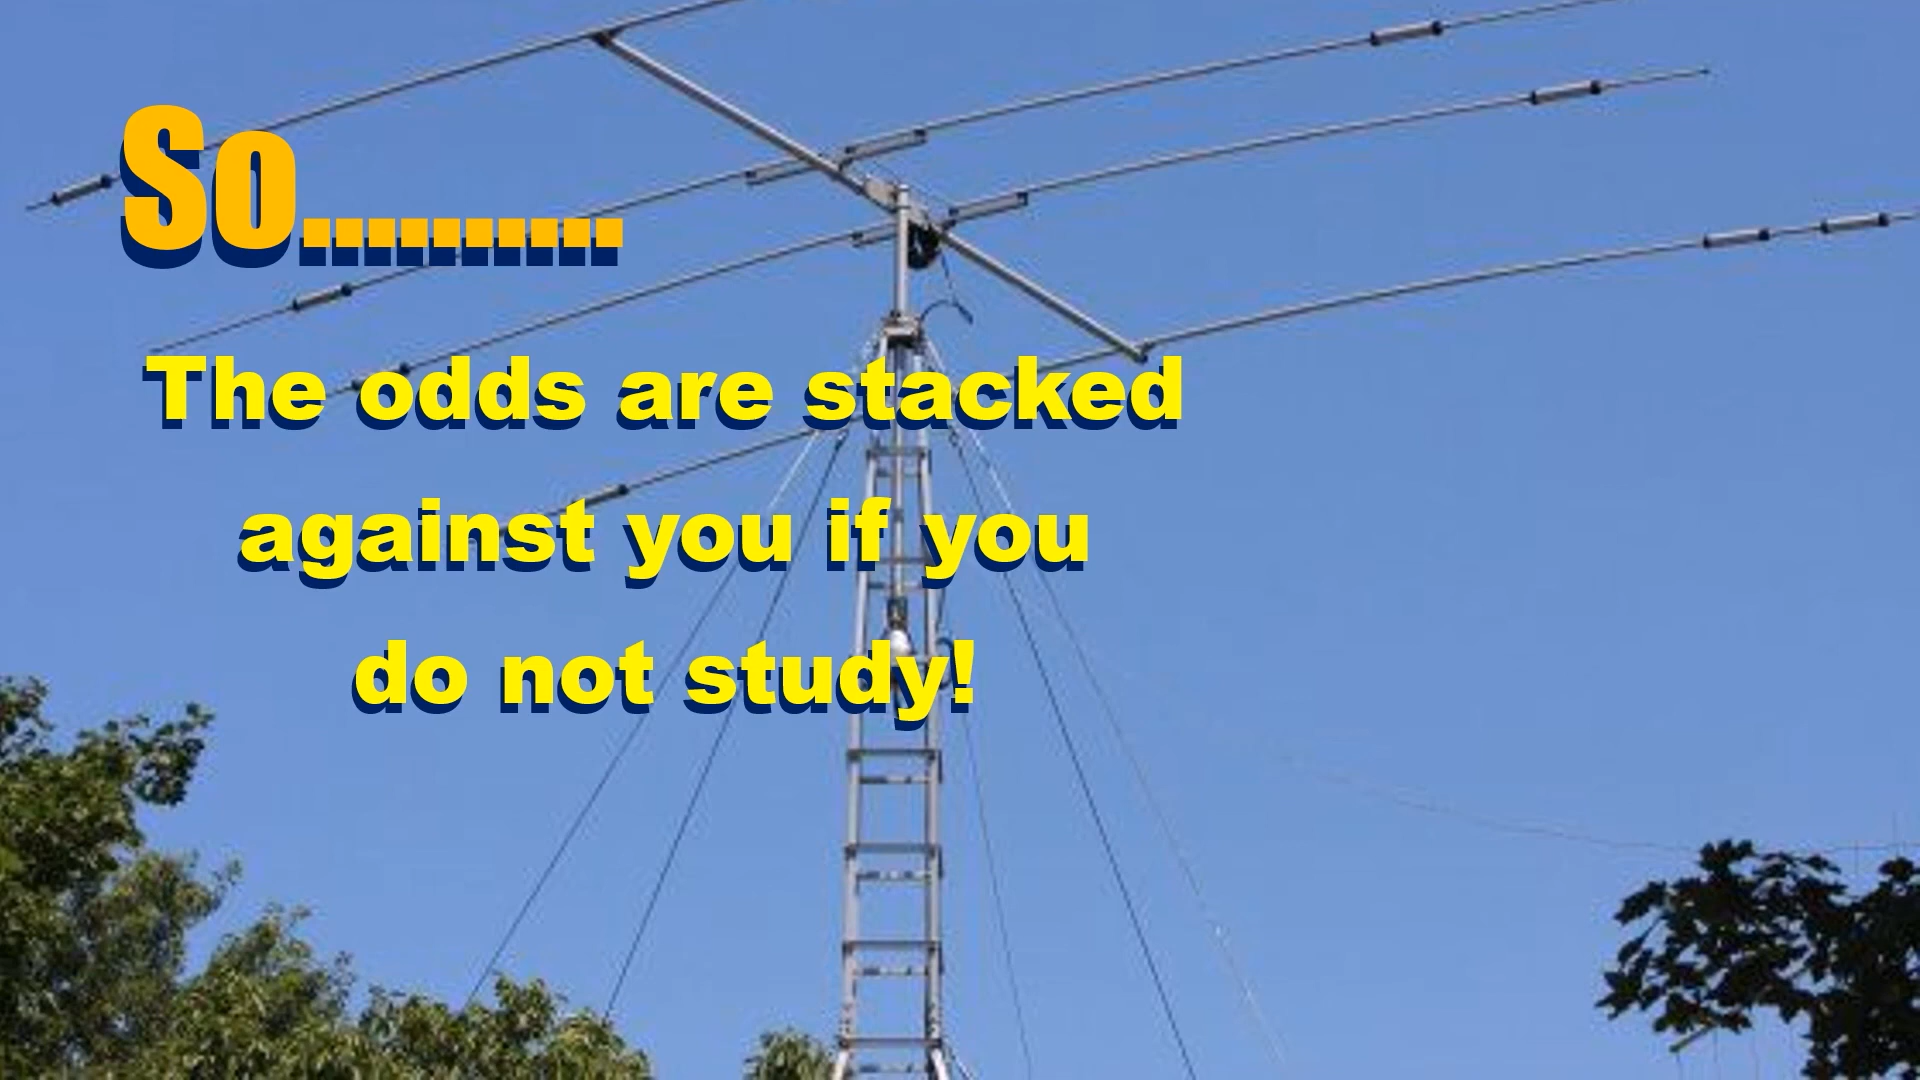 So..........
The odds are stacked
against you if you
do not study!